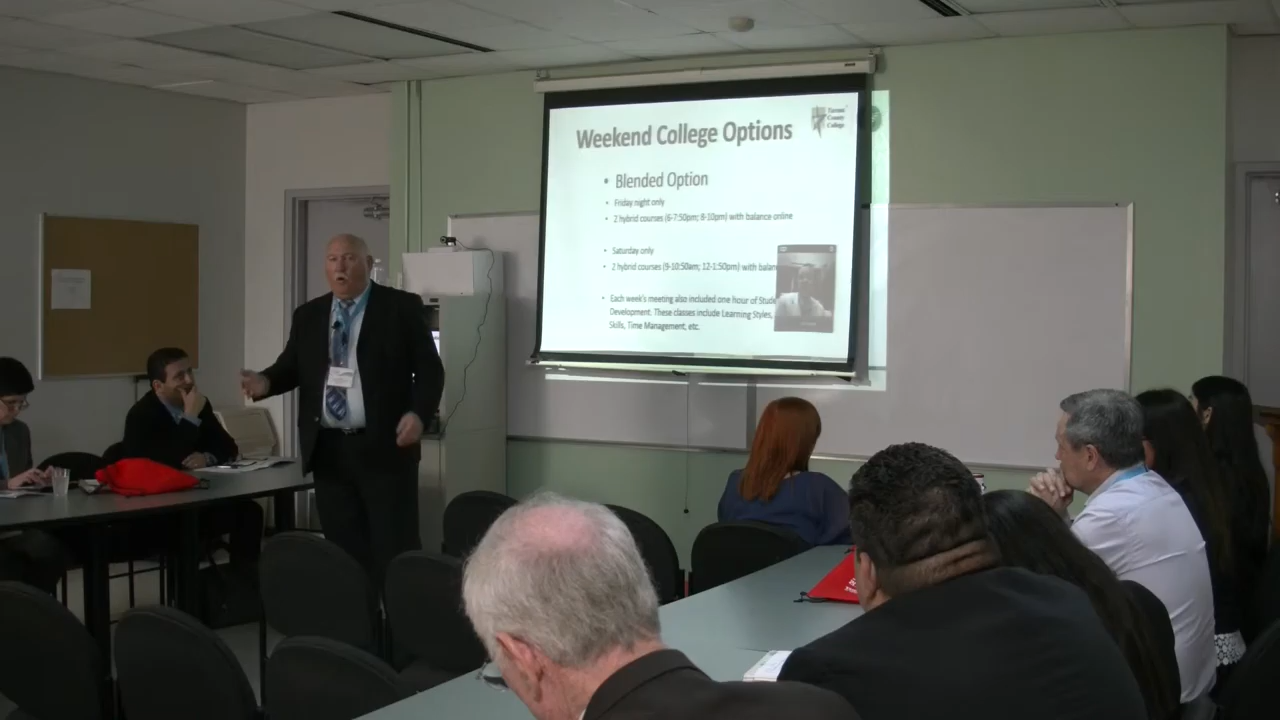 Tarrant
County
College
Weekend College Options
• Blended Option
• Friday night only
• 2 hybrid courses (6-7:50pm; 8-10pm) with balance online
• Saturday only
• 2 hybrid courses (9-10:50am; 12-1:50pm) with balan
• Each week's meeting also included one hour of Stude
Development. These classes include Learning Styles,
Skills, Time Management, etc.